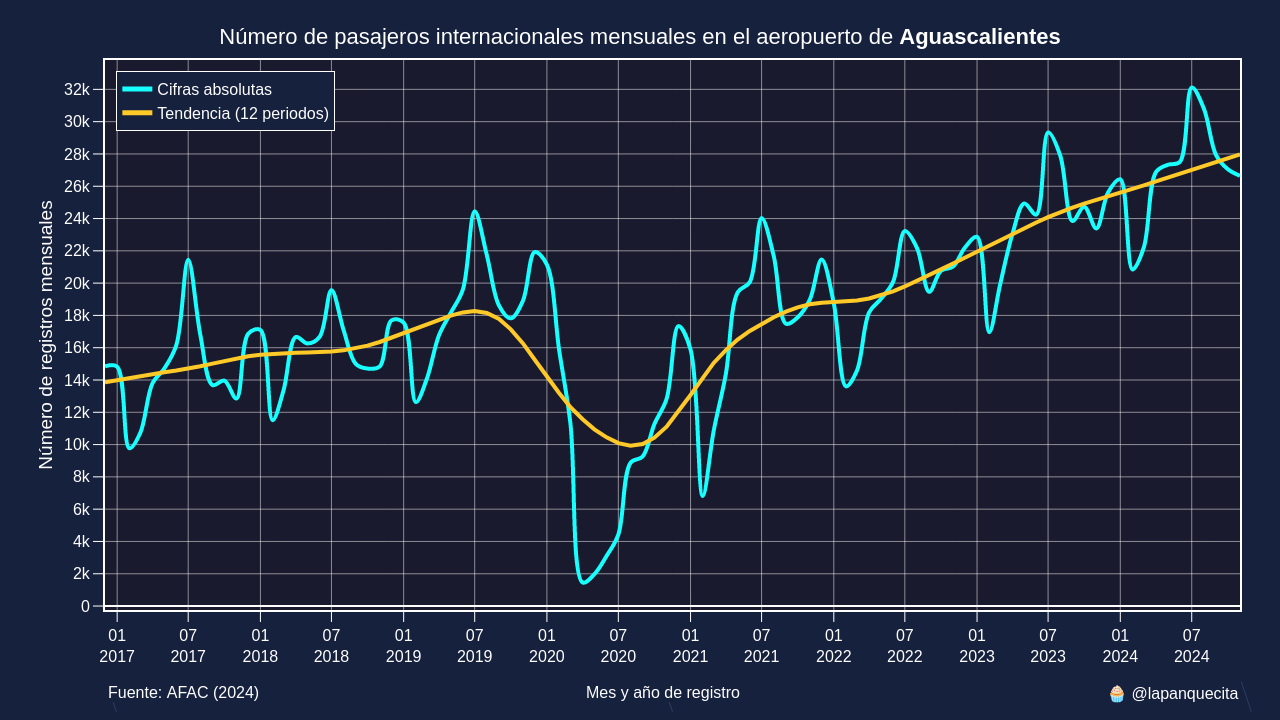 Número de pasajeros internacionales mensuales en el aeropuerto de Aguascalientes
Cifras absolutas
Tendencia (12 periodos)
Número de registros mensuales
32k
30k
28k
26k
24k
22k
20k
18k
16k
14k
12k
10k
8k
6k
4k
2k
0
01 07 01 07 01 07 01 07 01 07 01 07 01 07 01 07
2017 2017 2018 2018 2019 2019 2020 2020 2021 2021 2022 2022 2023 2023 2024 2024
Fuente: AFAC (2024) Mes y año de registro 🧁 @lapanquecita